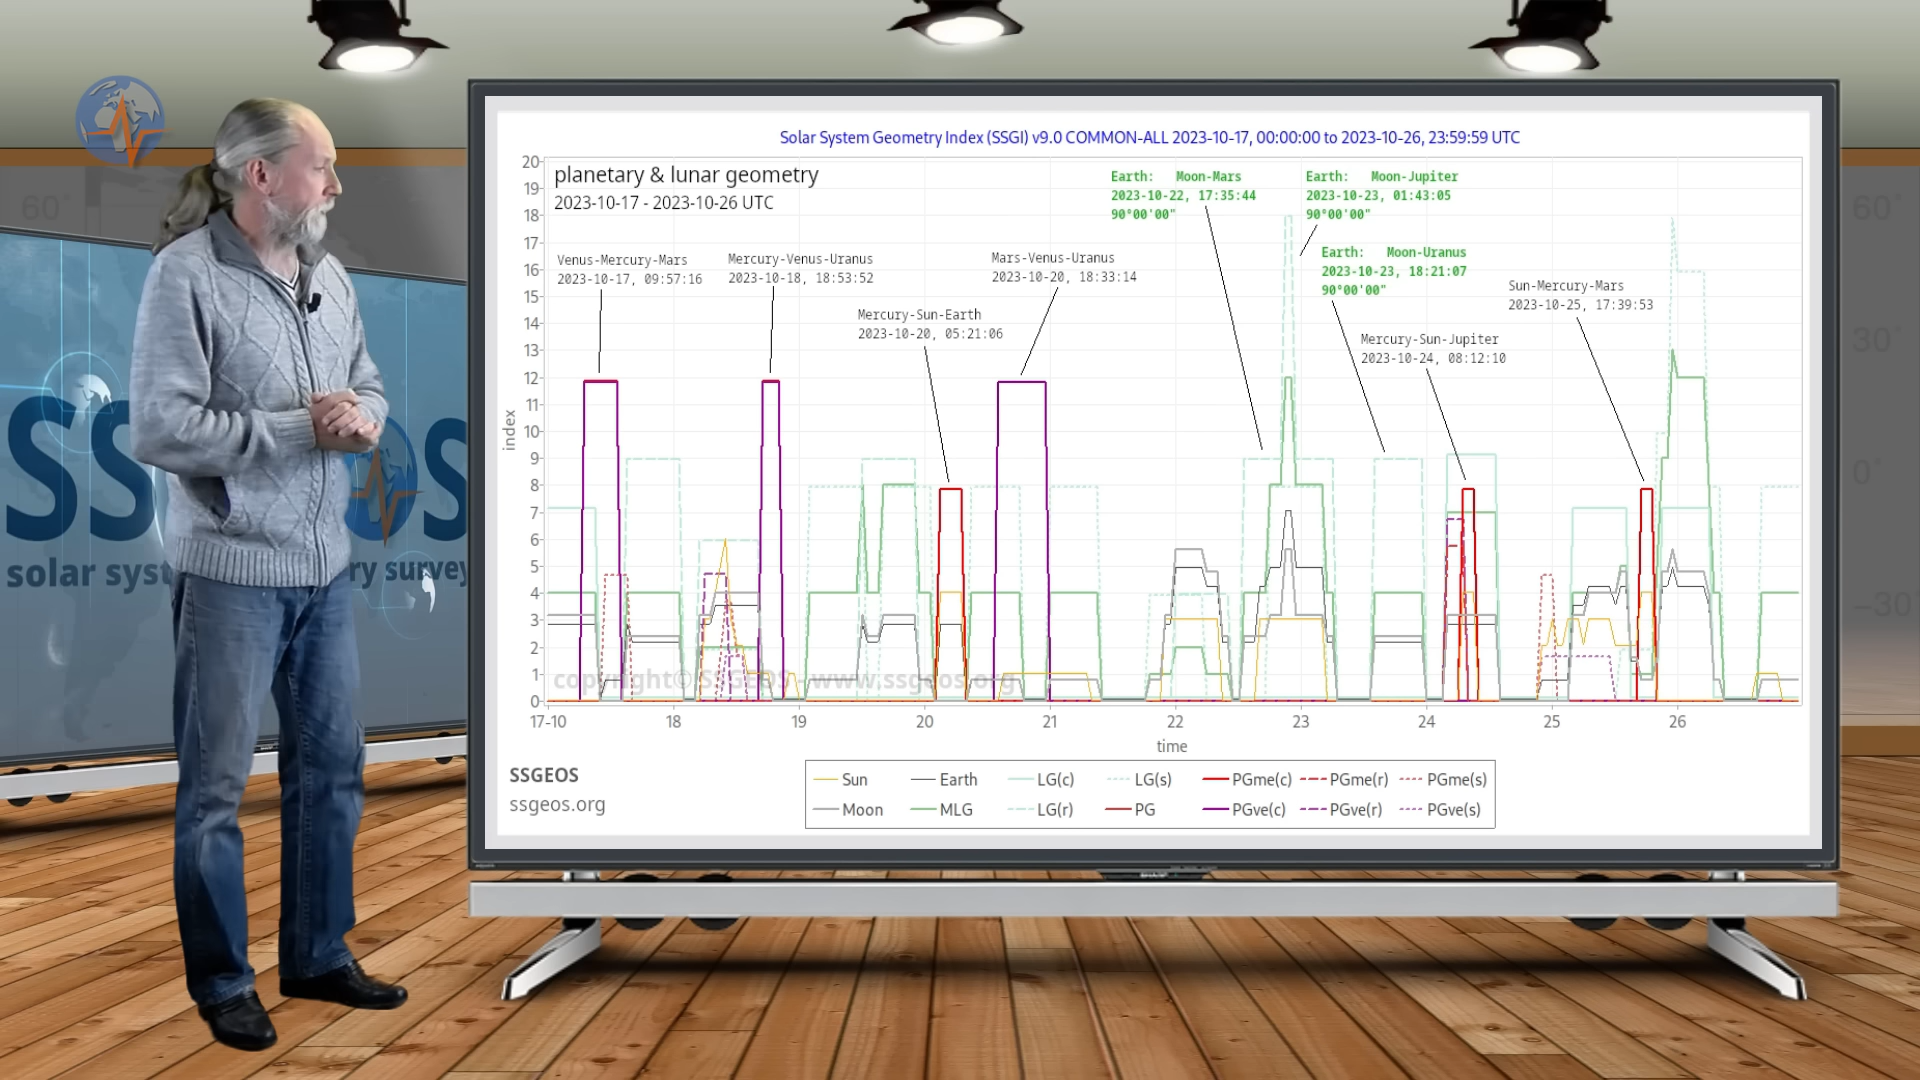 Solar System Geometry Index (SSGI) v9.0 COMMON-ALL 2023-10-17, 00:00:00 to 2023-10-26, 23:59:59 UTC
planetary & lunar geometry
2023-10-17 - 2023-10-26 UTC
Earth: Moon-Mars
2023-10-22, 17:35:44
90°00'00"
Earth: Moon-Jupiter
2023-10-23, 01:43:05
90°00'00"
Earth: Moon-Uranus
2023-10-23, 18:21:07
90°00'00"
Venus-Mercury-Mars
2023-10-17, 09:57:16
Mercury-Venus-Uranus
2023-10-18, 18:53:52
Mars-Venus-Uranus
2023-10-20, 18:33:14
Mercury-Sun-Earth
2023-10-20, 05:21:06
Sun-Mercury-Mars
2023-10-25, 17:39:53
Mercury-Sun-Jupiter
2023-10-24, 08:12:10
20
19
18
17
16
15
14
13
12
11
10
9
8
7
6
5
4
3
2
1
0
index
copyright© SSGEOS - www.ssgeos.org
17-10 18 19 20 21 22 23 24 25 26
time
SSGEOS
ssgeos.org
Sun Earth LG(c) LG(s) PGme(c) PGme(r) PGme(s)
Moon MLG LG(r) PG PGve(c) PGve(r) PGve(s)
SS OS
solar syst ry survey
60°
60°
30°
0°
-30°